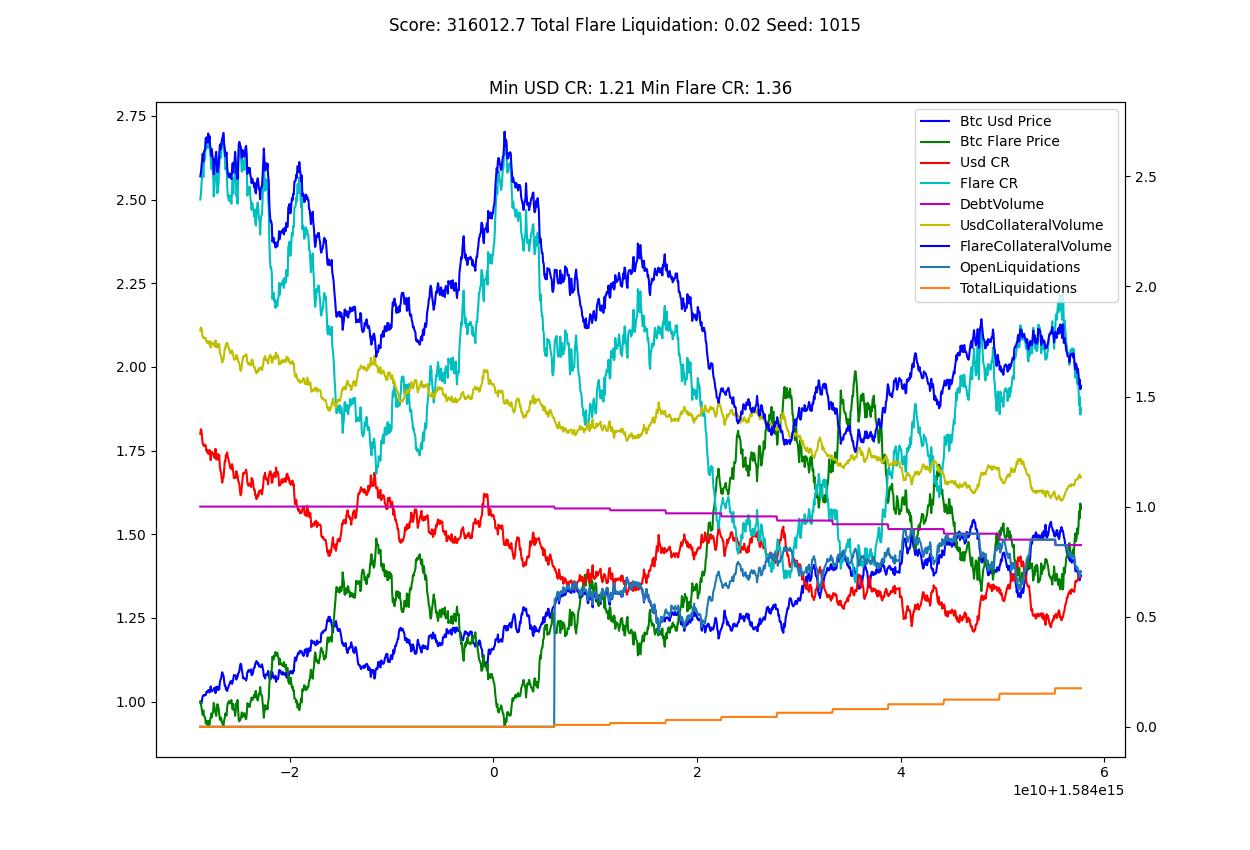 Score: 316012.7 Total Flare Liquidation: 0.02 Seed: 1015
Min USD CR: 1.21 Min Flare CR: 1.36
2.75
2.50
2.25
2.00
1.75
1.50
1.25
1.00
Btc Usd Price
Btc Flare Price
Usd CR
Flare CR
DebtVolume
UsdCollateralVolume
FlareCollateralVolume
OpenLiquidations
TotalLiquidations
2.5
2.0
1.5
1.0
0.5
0.0
−2
0
2
4
6
1e10+1.584e15